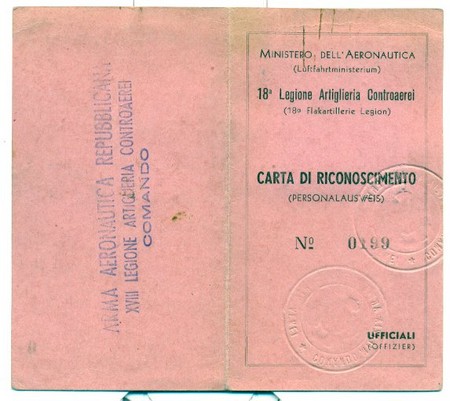 ARMA AERONAUTICA REPUBBLICANA
XVIII LEGIONE ARTIGLIERIA CONTROAEREI
COMANDO
MINISTERO DELL'AERONAUTICA
(Luftfahrtministerium)
18ª Legione Artiglieria Controaerei
(18ª Flakartillerie Legion)
CARTA DI RICONOSCIMENTO
(PERSONALAUSWEIS)
Nº 0199
UFFICIALI
(OFFIZIER)